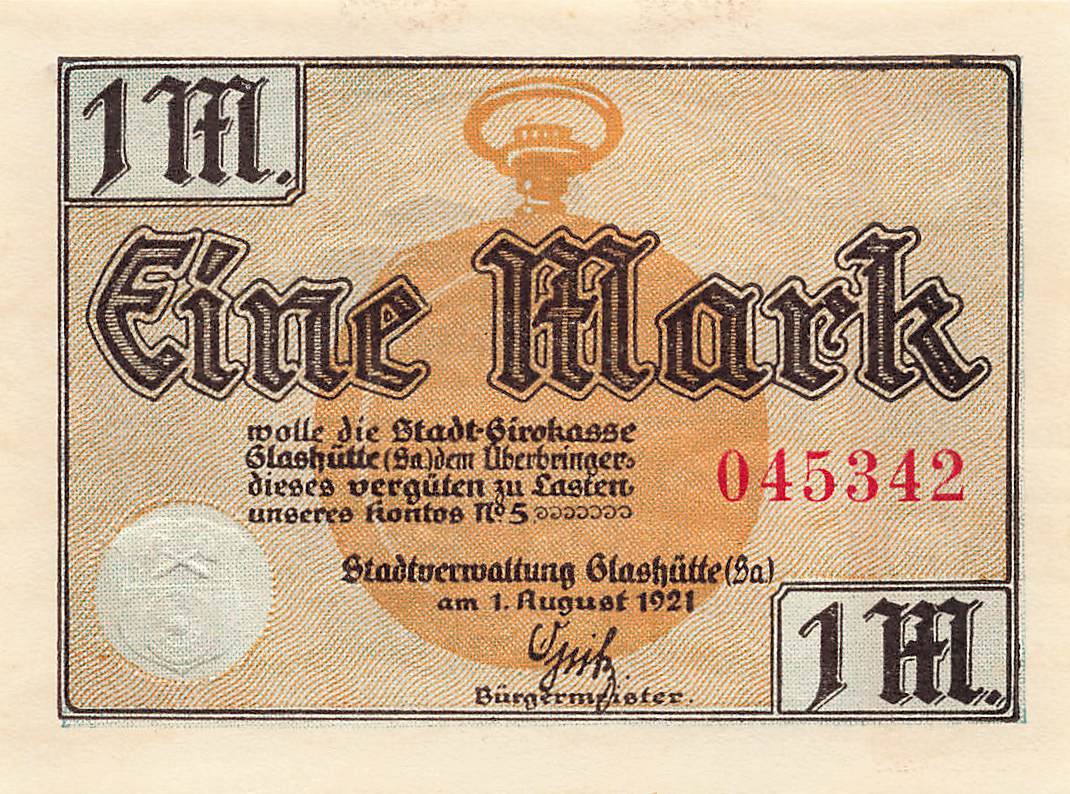 1 M.
Eine Mark
wolle die Stadt-Girokasse
Glashütte (Sa) dem Überbringer
dieses vergüten zu Lasten
unseres Kontos No 5
045342
Stadtverwaltung Glashütte (Sa)
am 1. August 1921
Bürgermeister.
1 M.